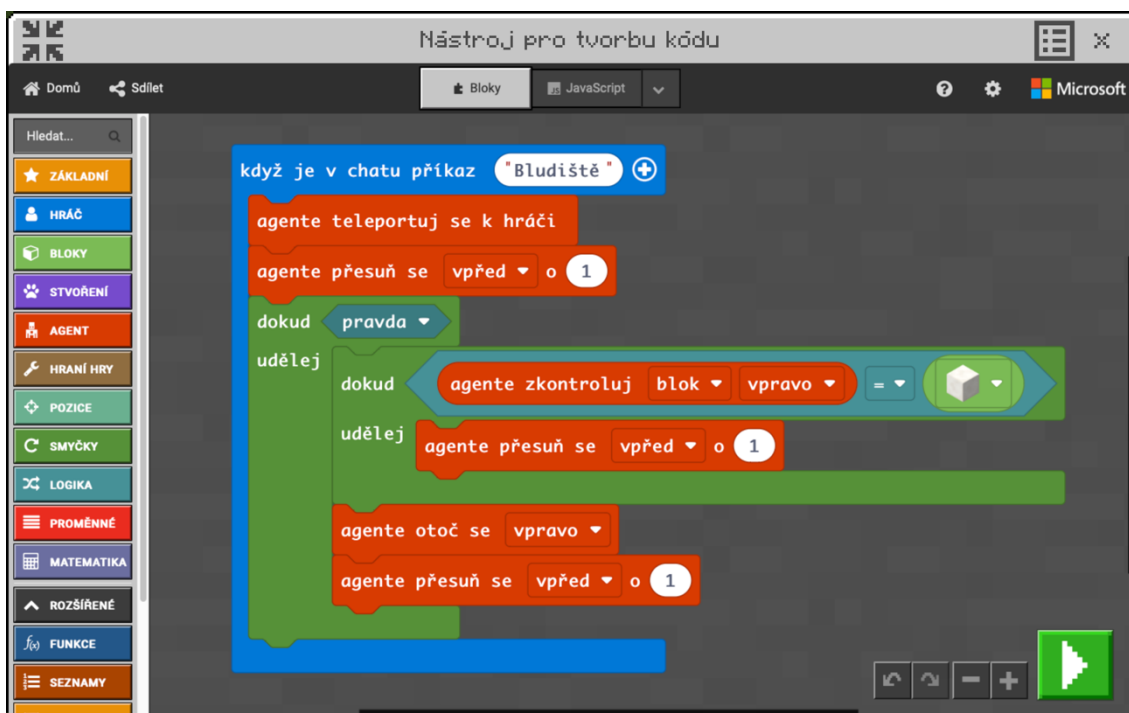 Nástroj pro tvorbu kódu
Domů Sdílet Bloky JavaScript Microsoft
Hledat...
ZÁKLADNÍ
HRÁČ
BLOKY
STVOŘENÍ
AGENT
HRANÍ HRY
POZICE
SMYČKY
LOGIKA
PROMĚNNÉ
MATEMATIKA
ROZŠÍŘENÉ
FUNKCE
SEZNAMY
když je v chatu příkaz "Bludiště"
agente teleportuj se k hráči
agente přesuň se vpřed o 1
dokud pravda
udělej
dokud agente zkontroluj blok vpravo =
udělej agente přesuň se vpřed o 1
agente otoč se vpravo
agente přesuň se vpřed o 1